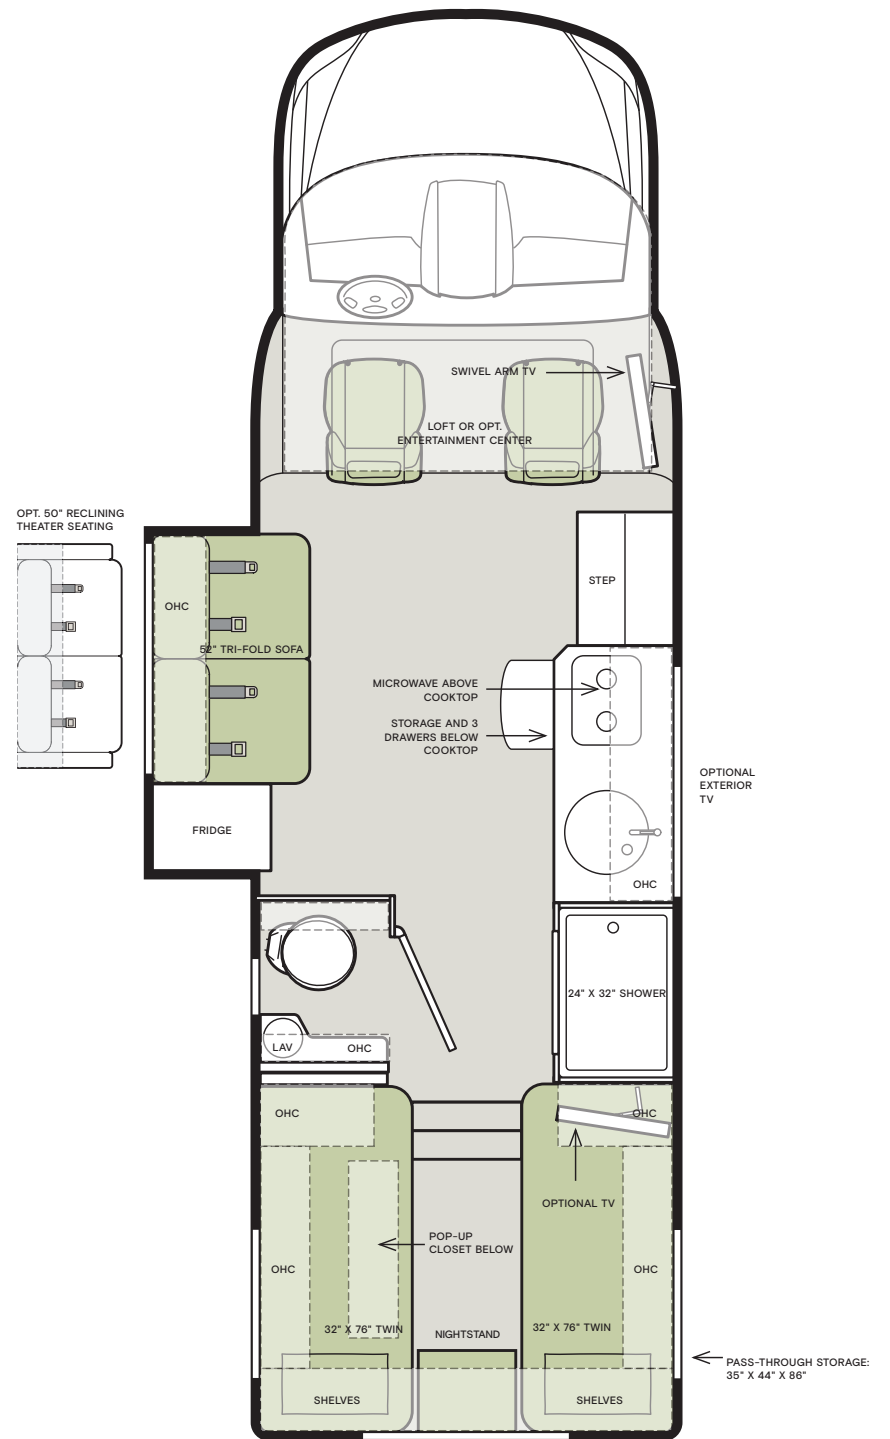 SWIVEL ARM TV
LOFT OR OPT.
ENTERTAINMENT CENTER
OPT. 50" RECLINING
THEATER SEATING
STEP
OHC
52" TRI-FOLD SOFA
MICROWAVE ABOVE
COOKTOP
STORAGE AND 3
DRAWERS BELOW
COOKTOP
OPTIONAL
EXTERIOR
TV
FRIDGE
OHC
24" X 32" SHOWER
LAV
OHC
OHC
OHC
OPTIONAL TV
POP-UP
CLOSET BELOW
OHC
OHC
32" X 76" TWIN
NIGHTSTAND
32" X 76" TWIN
PASS-THROUGH STORAGE:
35" X 44" X 86"
SHELVES
SHELVES